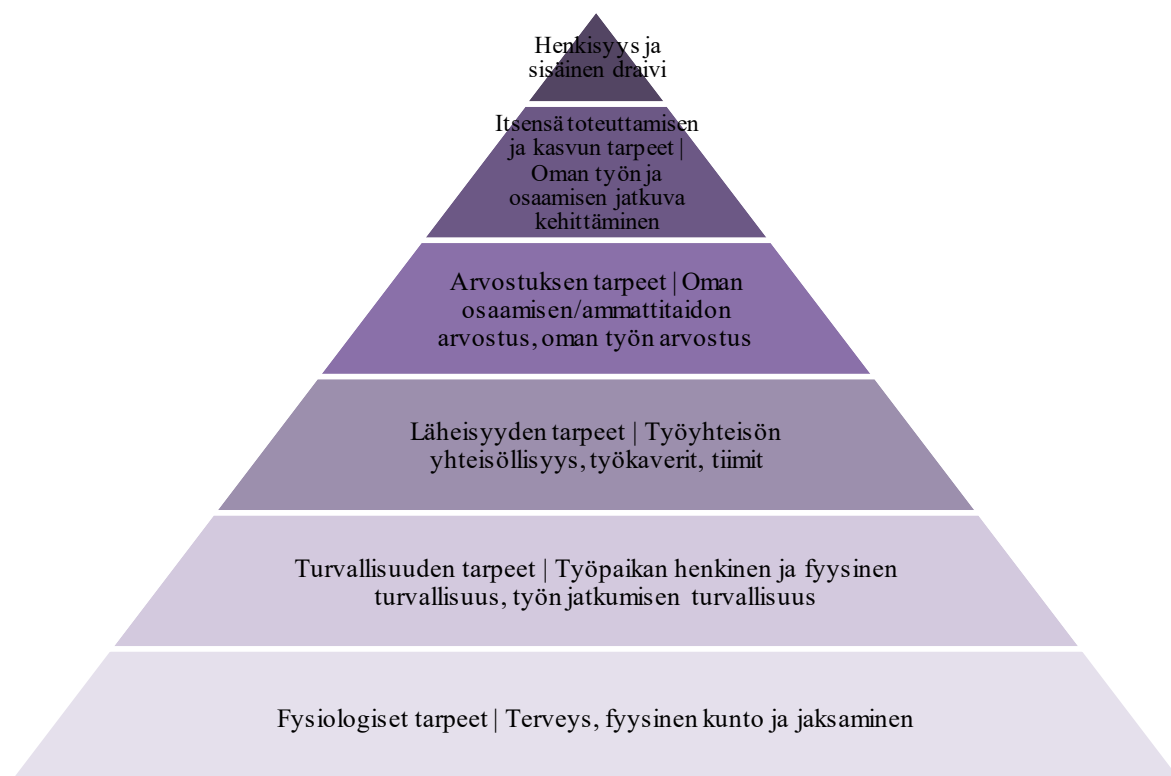 Henkisyys ja
sisäinen draivi
Itsensä toteuttamisen
ja kasvun tarpeet |
Oman työn ja
osaamisen jatkuva
kehittäminen
Arvostuksen tarpeet | Oman
osaamisen/ammattitaidon
arvostus, oman työn arvostus
Läheisyyden tarpeet | Työyhteisön
yhteisöllisyys, työkaverit, tiimit
Turvallisuuden tarpeet | Työpaikan henkinen ja fyysinen
turvallisuus, työn jatkumisen turvallisuus
Fysiologiset tarpeet | Terveys, fyysinen kunto ja jaksaminen